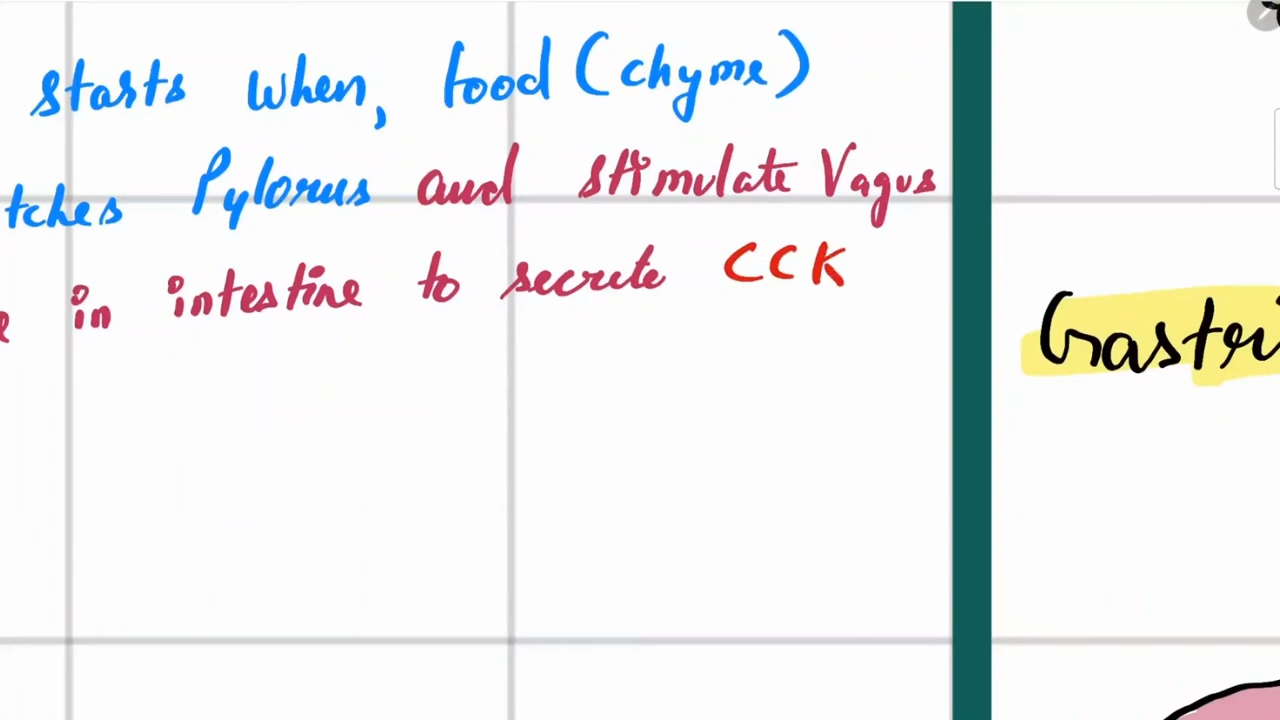 starts when, food (chyme)
tches Pylorus and stimulate Vagus
e in intestine to secrete CCK
Gastri